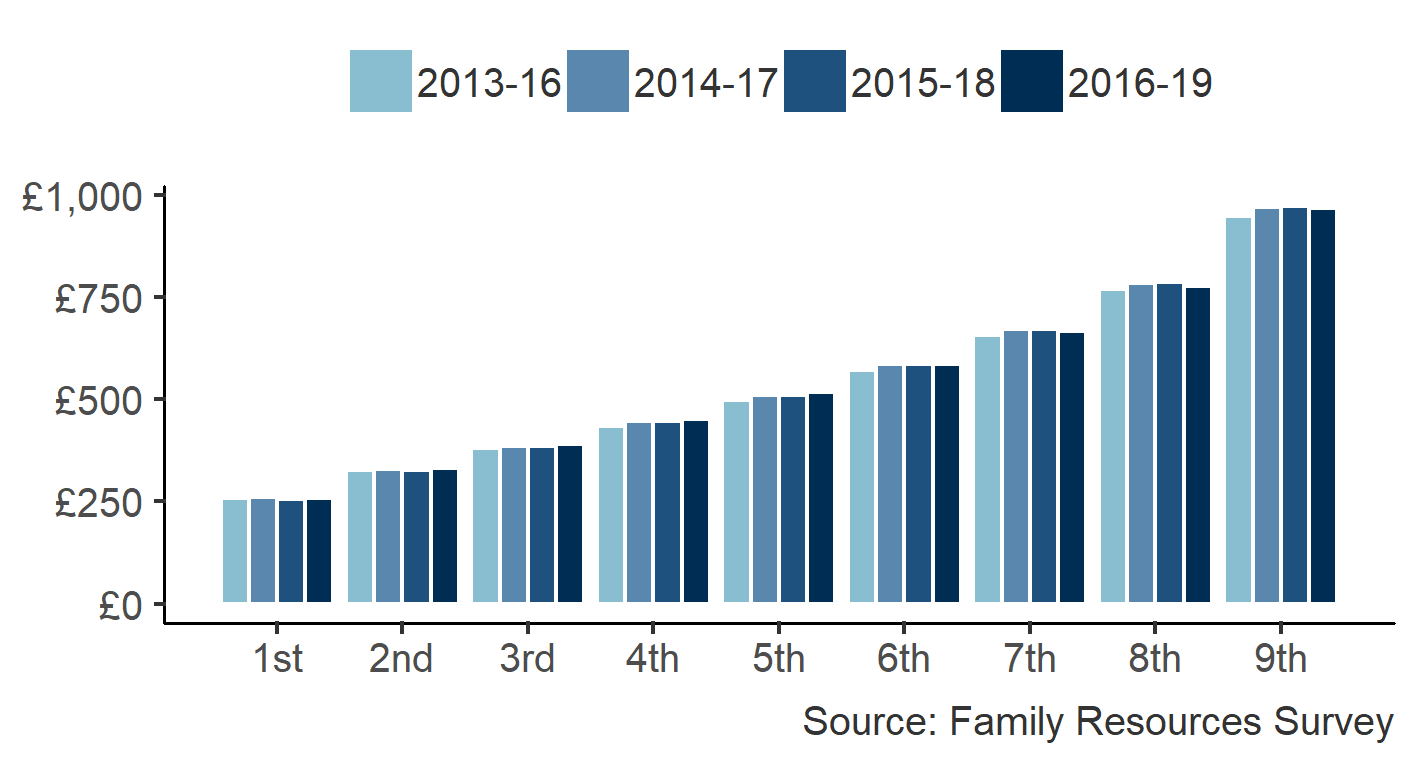 2013-16 2014-17 2015-18 2016-19
£1,000
£750
£500
£250
£0
1st 2nd 3rd 4th 5th 6th 7th 8th 9th
Source: Family Resources Survey